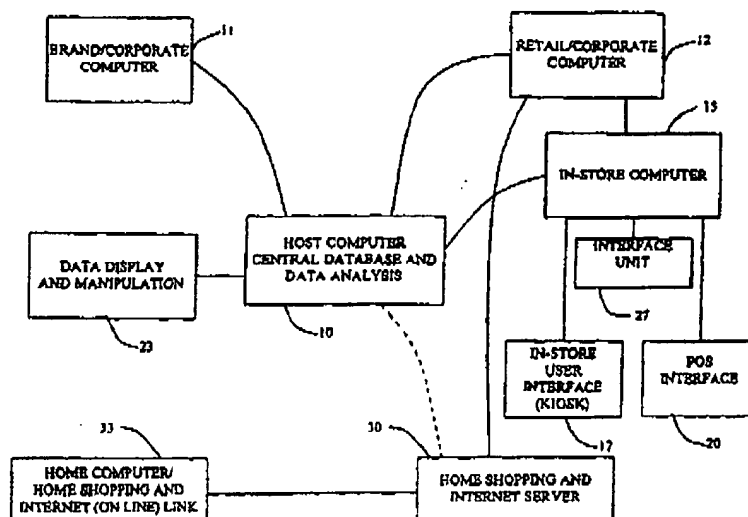 BRAND/CORPORATE
COMPUTER
11
RETAIL/CORPORATE
COMPUTER
12
15
IN-STORE COMPUTER
HOST COMPUTER
CENTRAL DATABASE AND
DATA ANALYSIS
10
DATA DISPLAY
AND MANIPULATION
23
INTERFACE
UNIT
27
IN-STORE
USER
INTERFACE
(KIOSK)
17
POS
INTERFACE
20
33
HOME COMPUTER/
HOME SHOPPING AND
INTERNET (ON LINE) LINK
30
HOME SHOPPING AND
INTERNET SERVER